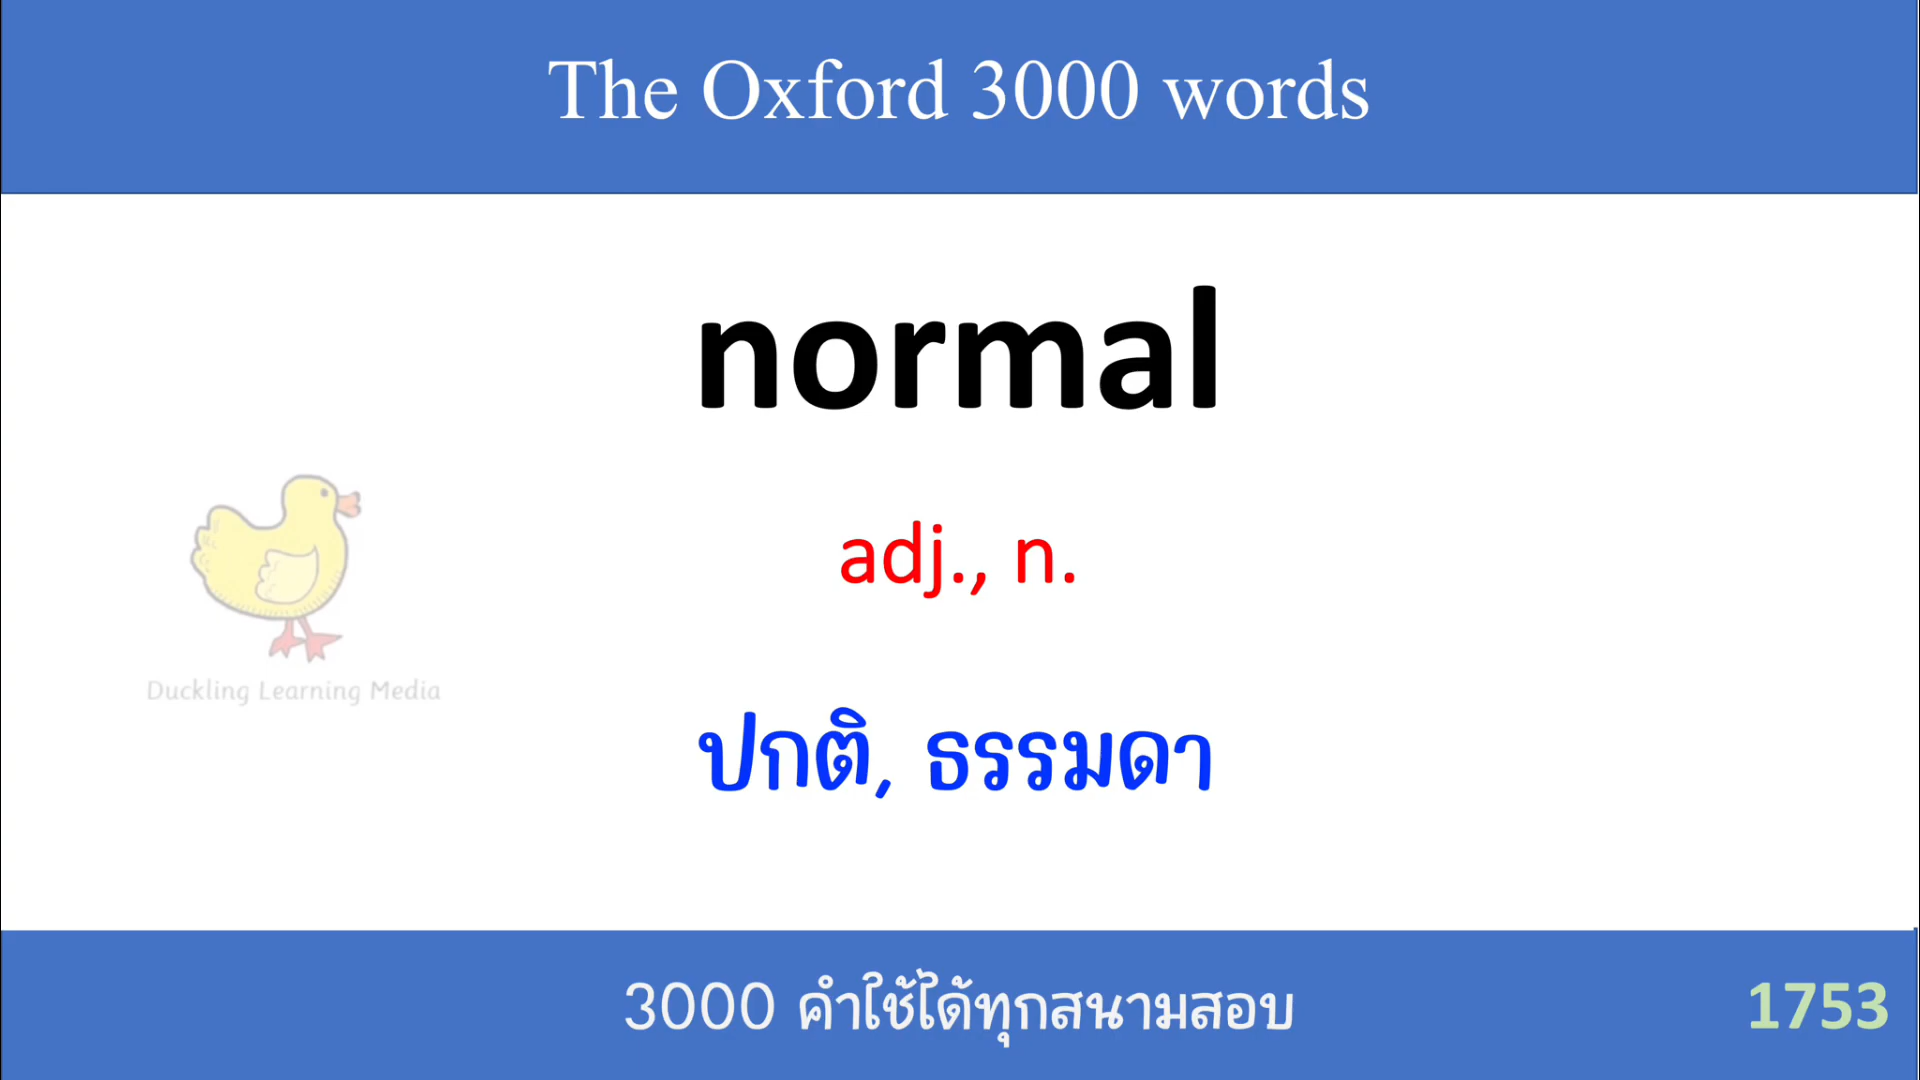 The Oxford 3000 words
normal
adj., n.
Duckling Learning Media
ปกติ, ธรรมดา
3000 คำใช้ได้ทุกสนามสอบ
1753